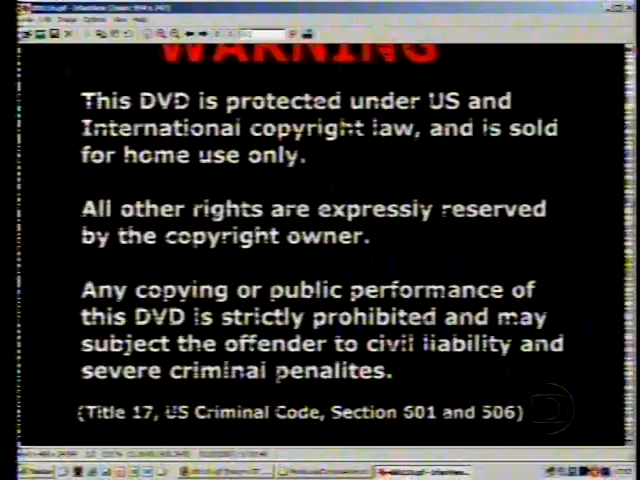 WARNING
This DVD is protected under US and
International copyright law, and is sold
for home use only.
All other rights are expressly reserved
by the copyright owner.
Any copying or public performance of
this DVD is strictly prohibited and may
subject the offender to civil liability and
severe criminal penalites.
(Title 17, US Criminal Code, Section 501 and 506)